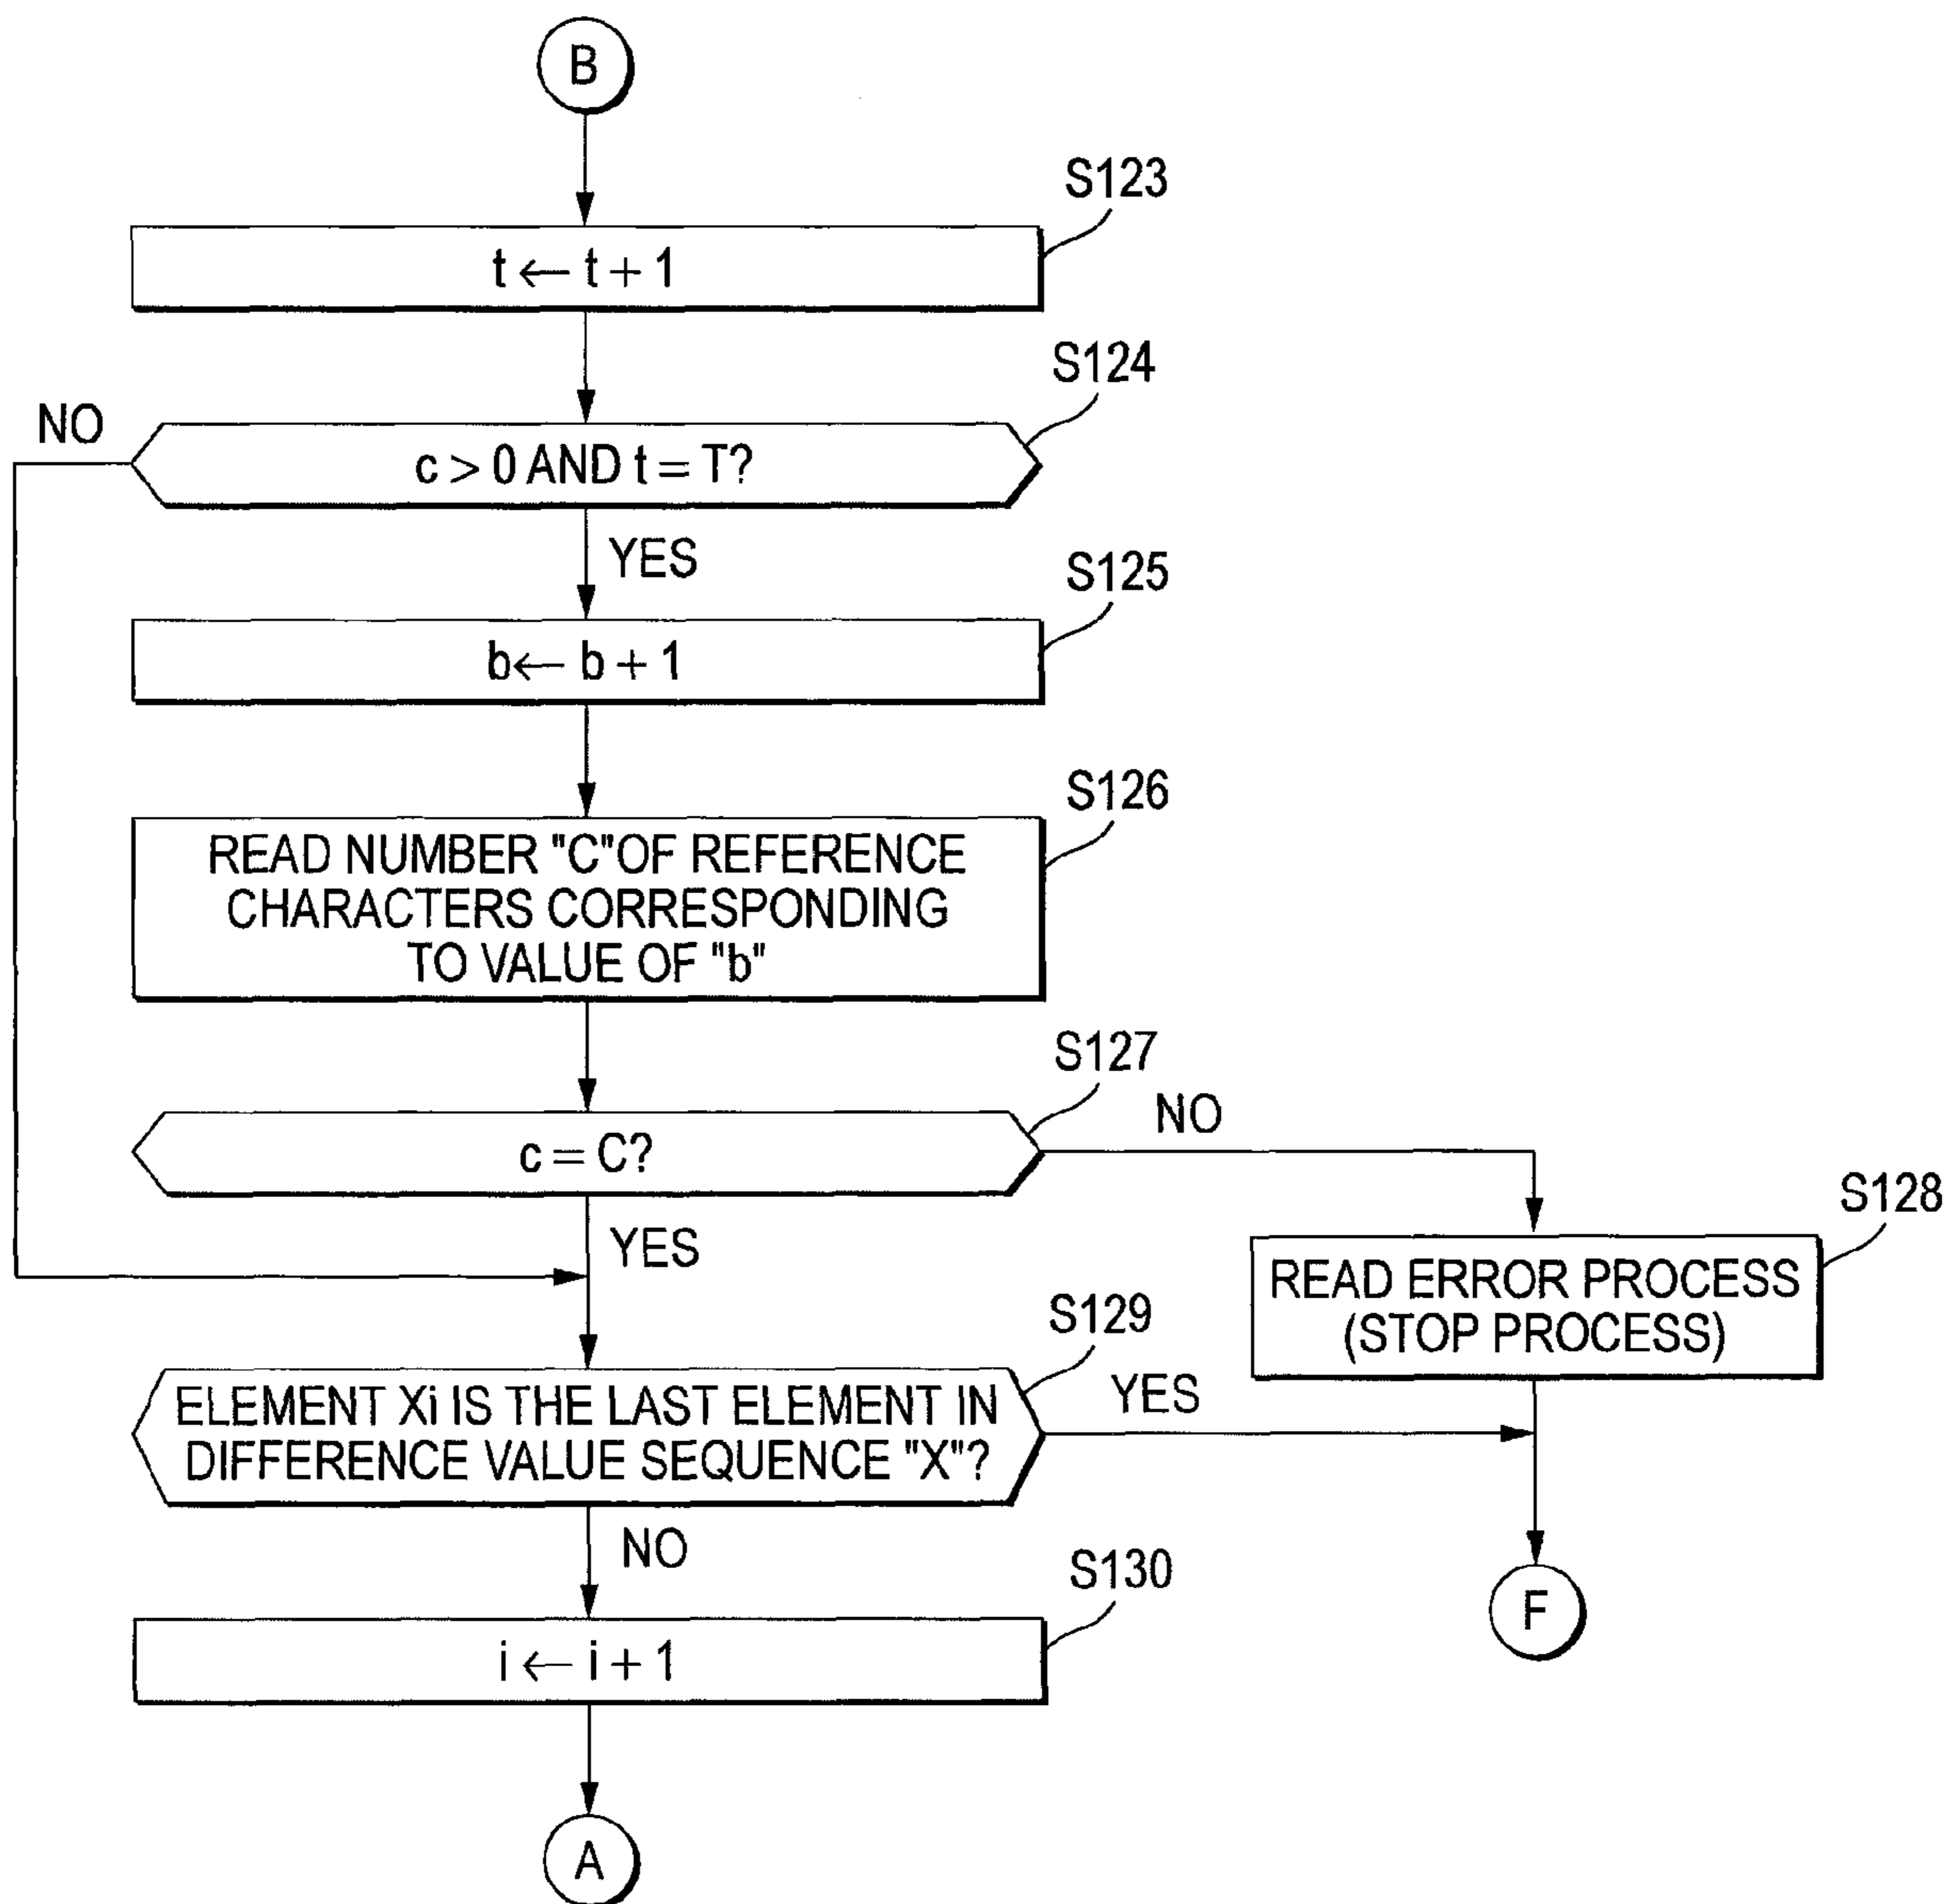 B
S123
t ← t + 1
S124
NO
c > 0 AND t = T?
YES
S125
b ← b + 1
S126
READ NUMBER "C" OF REFERENCE
CHARACTERS CORRESPONDING
TO VALUE OF "b"
S127
NO
c = C?
S128
YES
READ ERROR PROCESS
(STOP PROCESS)
S129
YES
ELEMENT Xi IS THE LAST ELEMENT IN
DIFFERENCE VALUE SEQUENCE "X"?
NO
S130
F
i ← i + 1
A